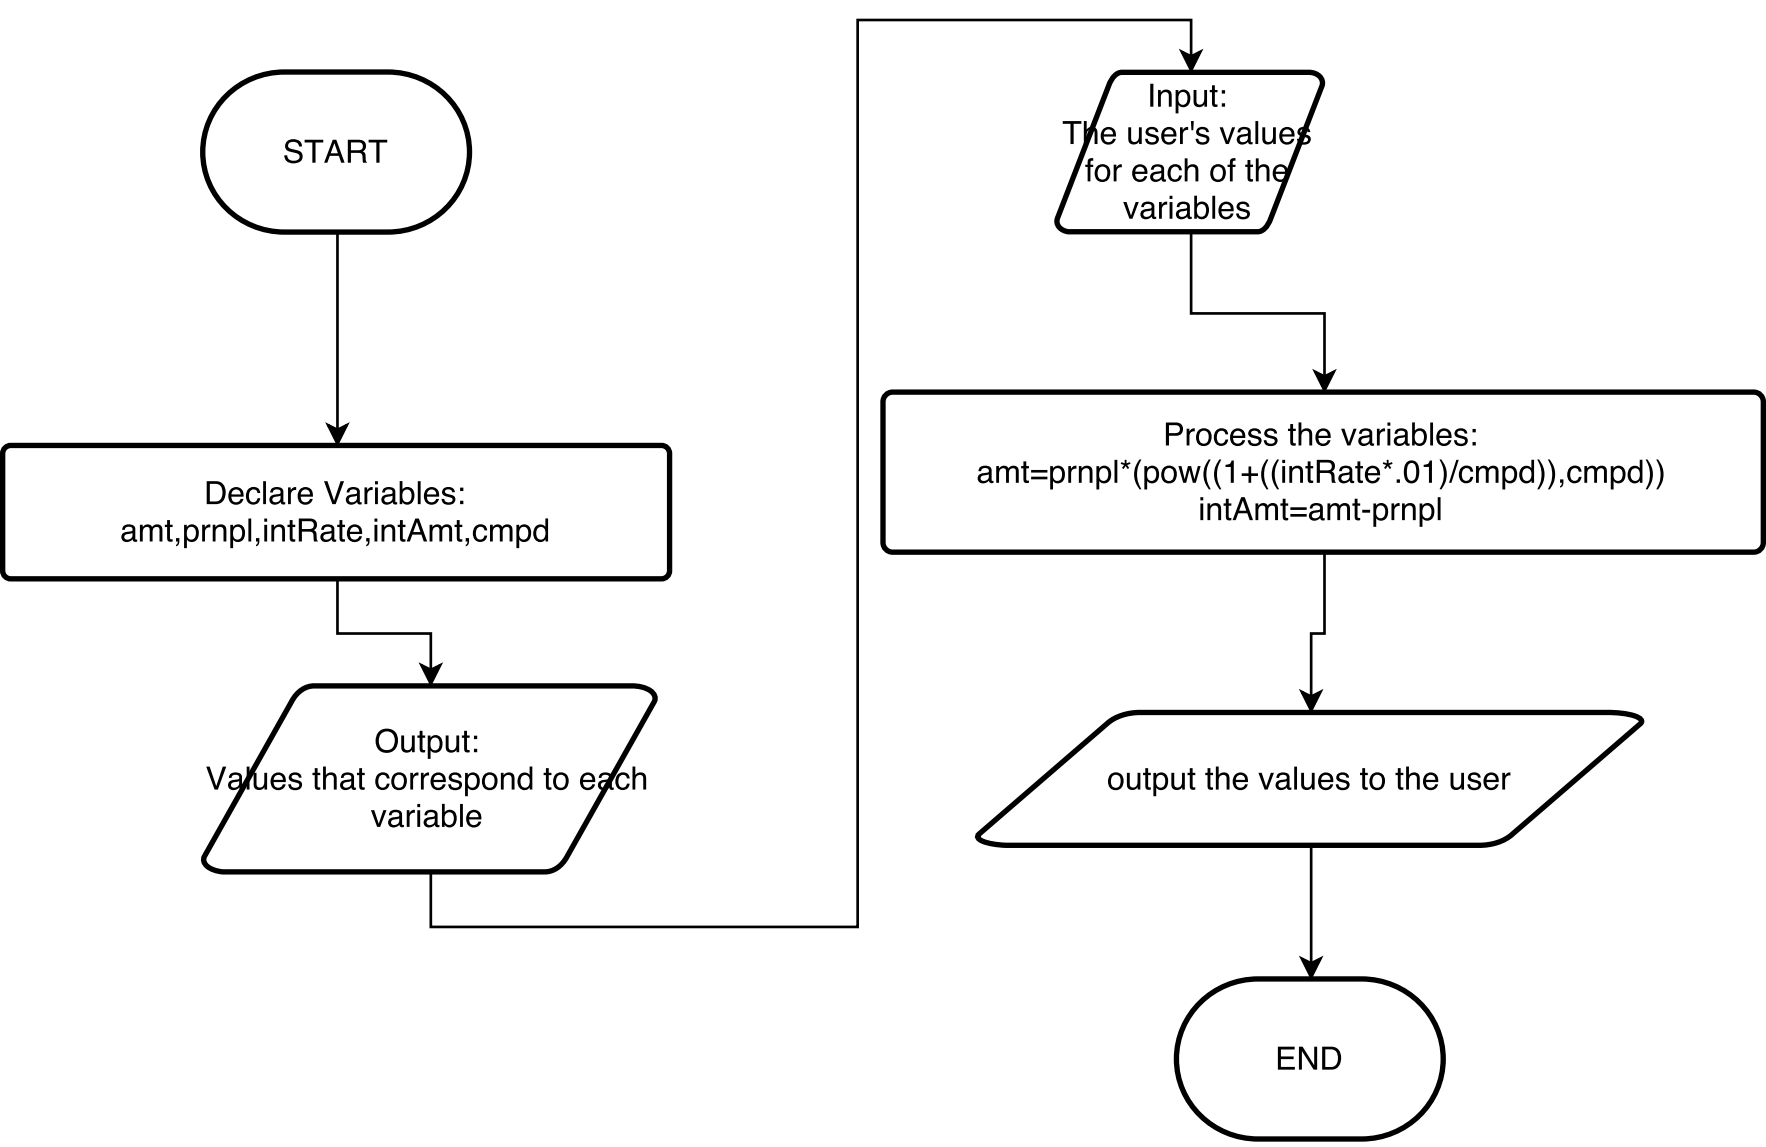 START
Declare Variables:
amt,prnpl,intRate,intAmt,cmpd
Output:
Values that correspond to each
variable
Input:
The user's values
for each of the
variables
Process the variables:
amt=prnpl*(pow((1+((intRate*.01)/cmpd)),cmpd))
intAmt=amt-prnpl
output the values to the user
END